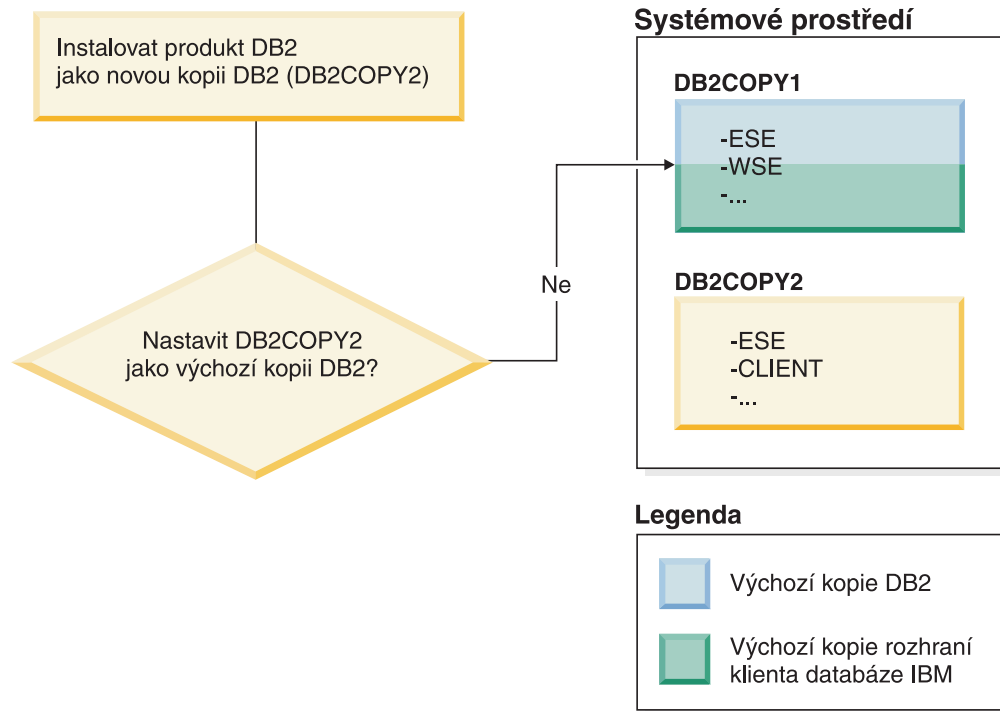 Instalovat produkt DB2
jako novou kopii DB2 (DB2COPY2)
Nastavit DB2COPY2
jako výchozí kopii DB2?
Ne
Systémové prostředí
DB2COPY1
-ESE
-WSE
-...
DB2COPY2
-ESE
-CLIENT
-...
Legenda
Výchozí kopie DB2
Výchozí kopie rozhraní
klienta databáze IBM